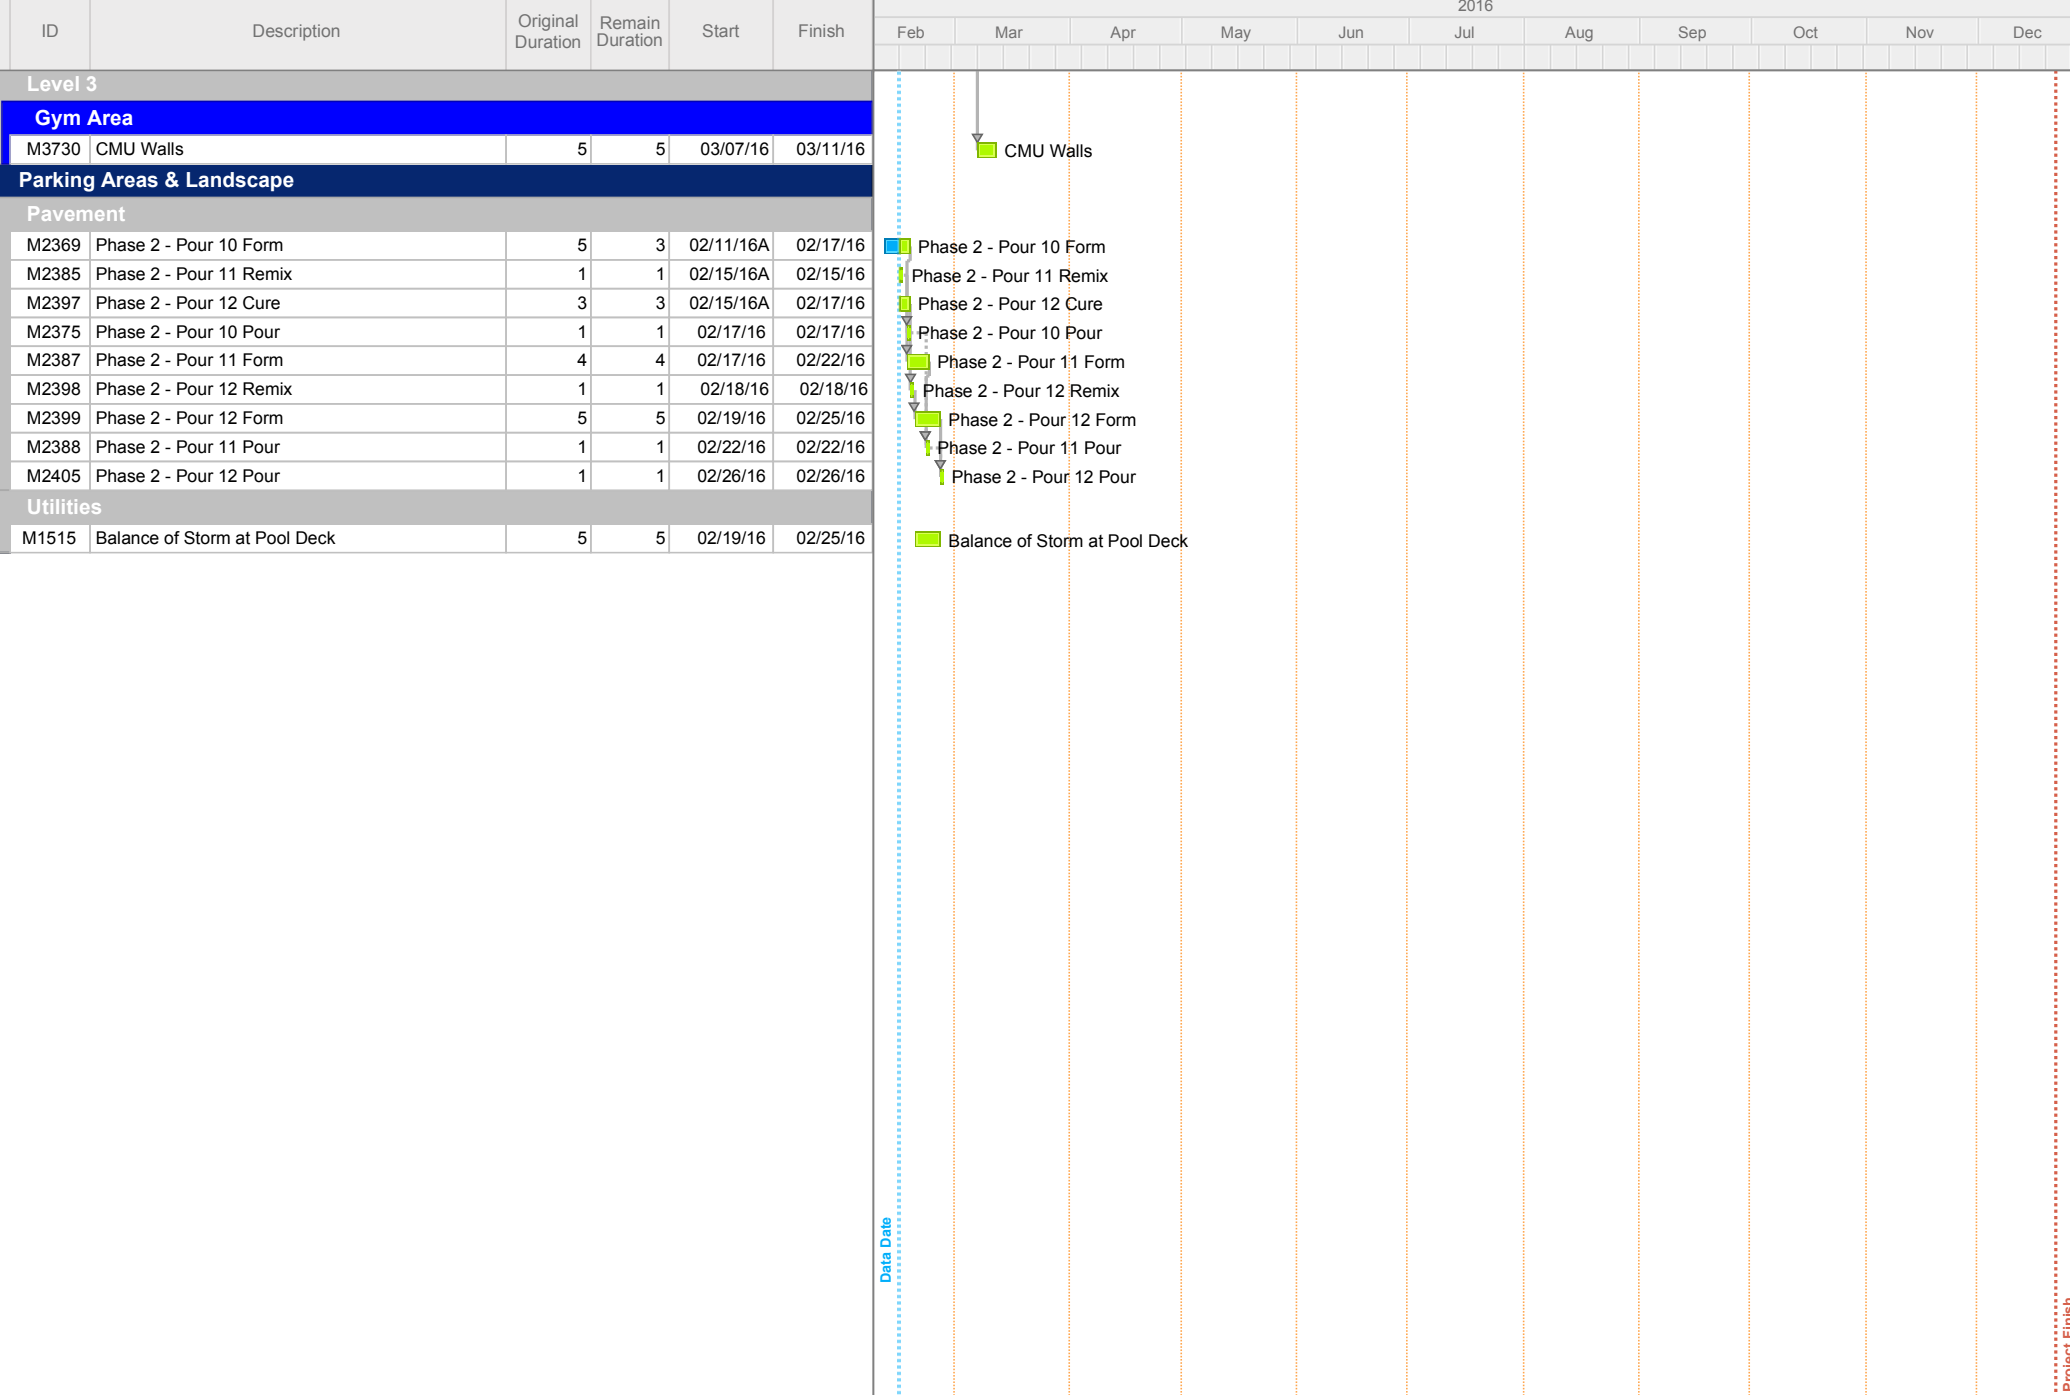 2016
ID Description Original Duration Remain Duration Start Finish Feb Mar Apr May Jun Jul Aug Sep Oct Nov Dec
Level 3
Gym Area
M3730 CMU Walls 5 5 03/07/16 03/11/16 CMU Walls
Parking Areas & Landscape
Pavement
M2369 Phase 2 - Pour 10 Form 5 3 02/11/16A 02/17/16 Phase 2 - Pour 10 Form
M2385 Phase 2 - Pour 11 Remix 1 1 02/15/16A 02/15/16 Phase 2 - Pour 11 Remix
M2397 Phase 2 - Pour 12 Cure 3 3 02/15/16A 02/17/16 Phase 2 - Pour 12 Cure
M2375 Phase 2 - Pour 10 Pour 1 1 02/17/16 02/17/16 Phase 2 - Pour 10 Pour
M2387 Phase 2 - Pour 11 Form 4 4 02/17/16 02/22/16 Phase 2 - Pour 11 Form
M2398 Phase 2 - Pour 12 Remix 1 1 02/18/16 02/18/16 Phase 2 - Pour 12 Remix
M2399 Phase 2 - Pour 12 Form 5 5 02/19/16 02/25/16 Phase 2 - Pour 12 Form
M2388 Phase 2 - Pour 11 Pour 1 1 02/22/16 02/22/16 Phase 2 - Pour 11 Pour
M2405 Phase 2 - Pour 12 Pour 1 1 02/26/16 02/26/16 Phase 2 - Pour 12 Pour
Utilities
M1515 Balance of Storm at Pool Deck 5 5 02/19/16 02/25/16 Balance of Storm at Pool Deck
Data Date
Project Finish